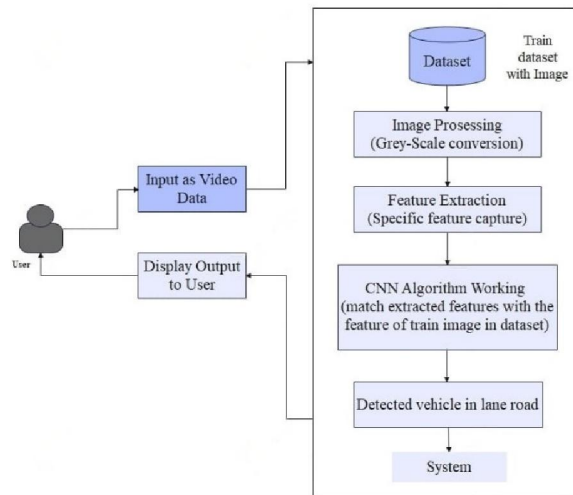 Dataset
Train
dataset
with Image
Image Prosessing
(Grey-Scale conversion)
Feature Extraction
(Specific feature capture)
CNN Algorithm Working
(match extracted features with the
feature of train image in dataset)
Detected vehicle in lane road
System
Input as Video
Data
User
Display Output
to User